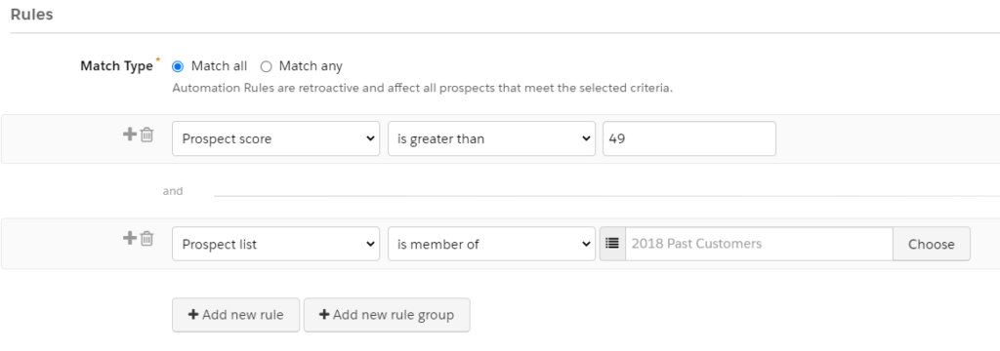 Rules
Match Type * Match all Match any
Automation Rules are retroactive and affect all prospects that meet the selected criteria.
Prospect score is greater than 49
and
Prospect list is member of 2018 Past Customers Choose
+ Add new rule + Add new rule group